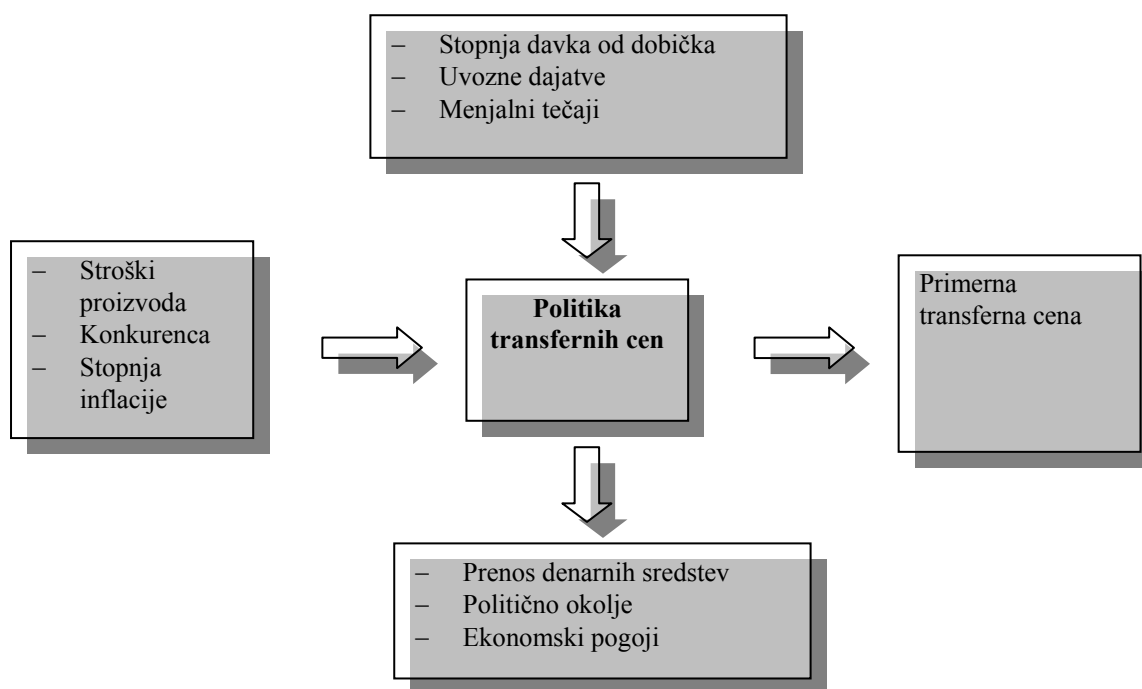 – Stopnja davka od dobička
– Uvozne dajatve
– Menjalni tečaji
– Stroški
proizvoda
– Konkurenca
– Stopnja
inflacije
Politika
transfernih cen
Primerna
transferna cena
– Prenos denarnih sredstev
– Politično okolje
– Ekonomski pogoji